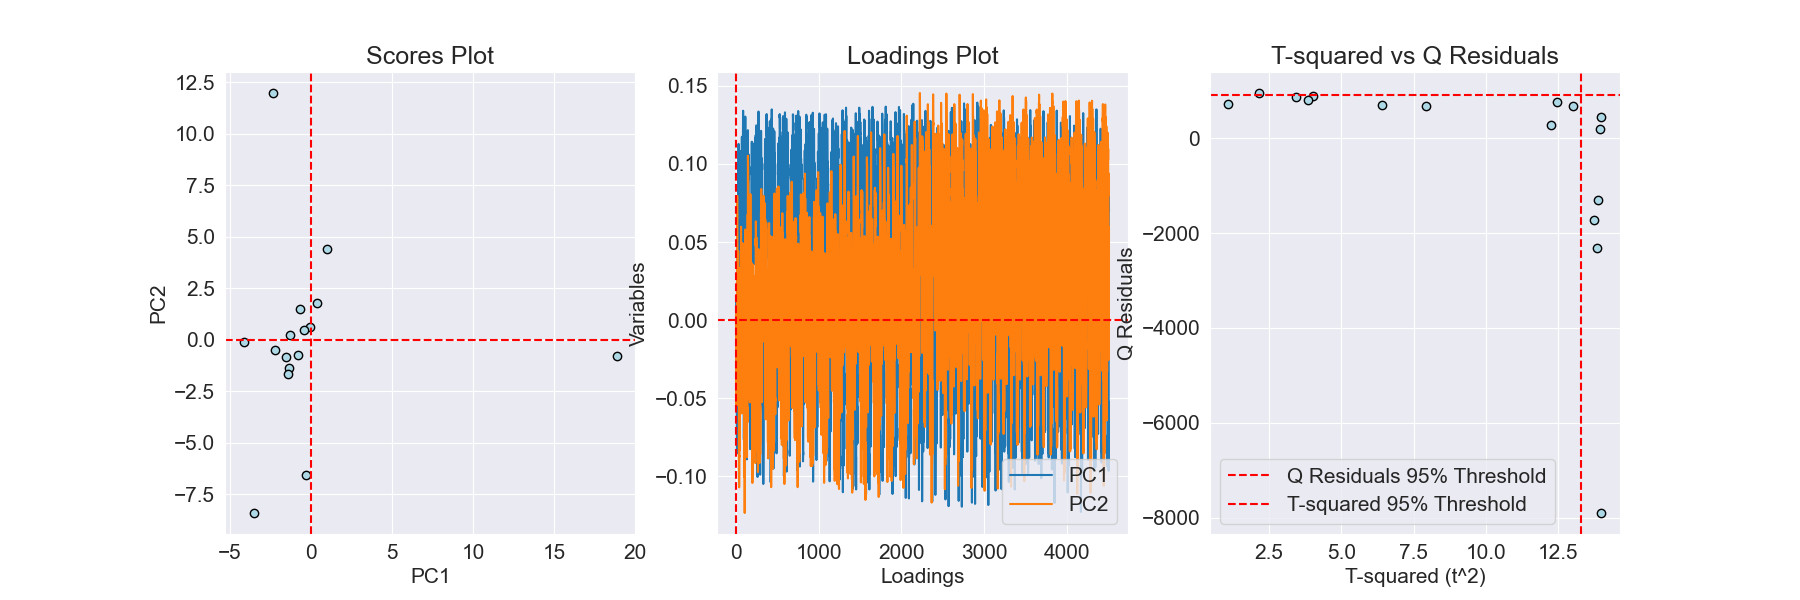 Scores Plot
12.5
10.0
7.5
5.0
2.5
0.0
−2.5
−5.0
−7.5
PC2
−5
0
5
10
15
20
PC1
Loadings Plot
0.15
0.10
0.05
0.00
−0.05
−0.10
Variables
PC1
PC2
0
1000
2000
3000
4000
Loadings
T-squared vs Q Residuals
0
−2000
−4000
−6000
−8000
Q Residuals
Q Residuals 95% Threshold
T-squared 95% Threshold
2.5
5.0
7.5
10.0
12.5
T-squared (t^2)